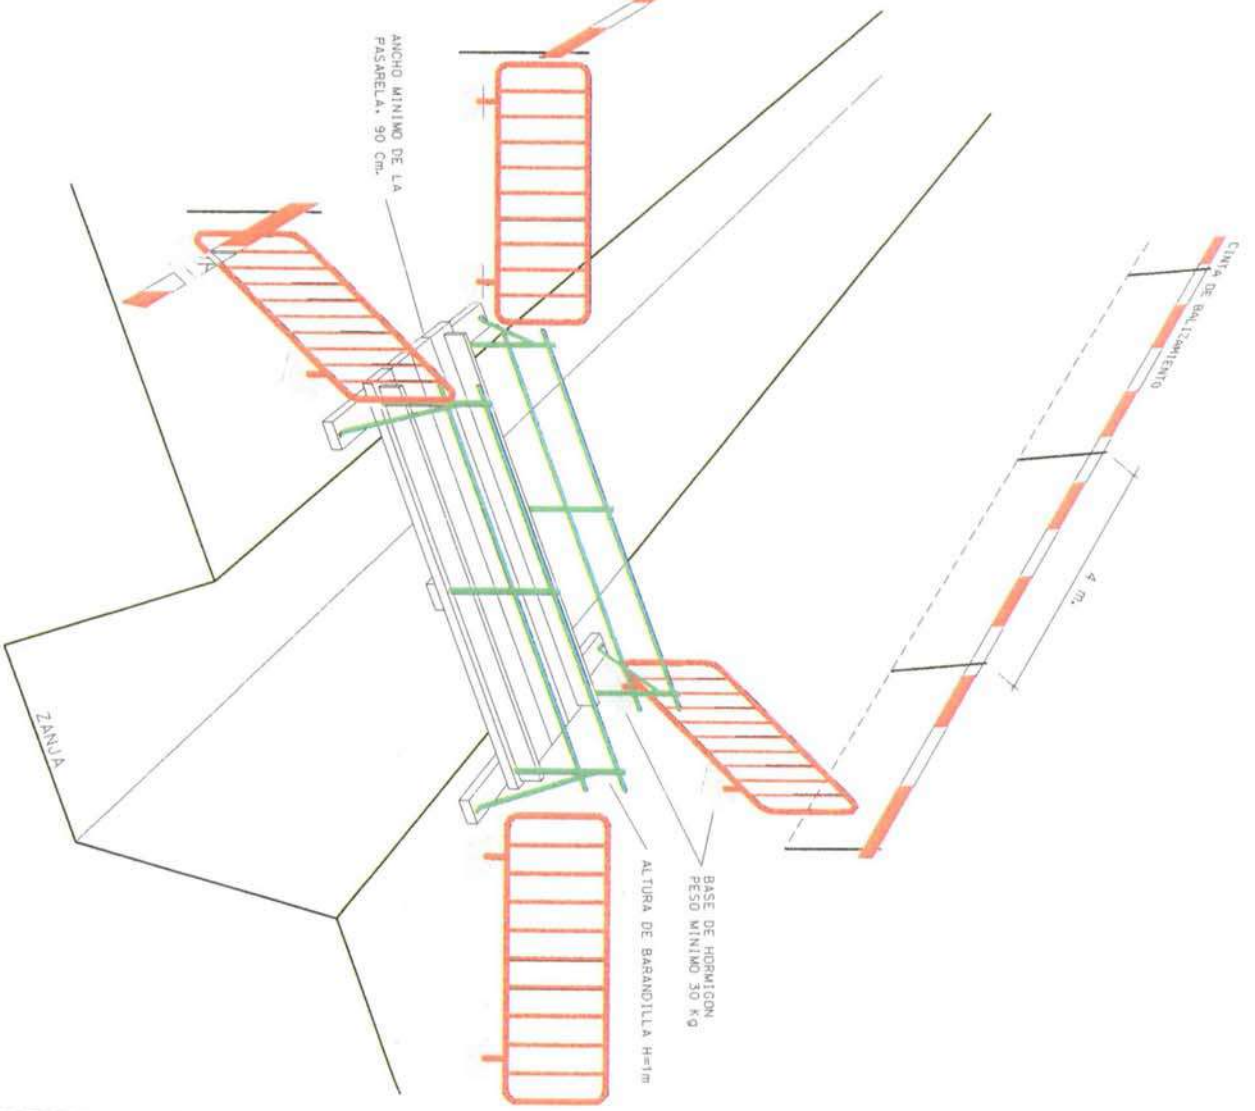 CINTA DE BALIZAMIENTO
4 m.
ANCHO MINIMO DE LA
PASARELA. 90 Cm.
BASE DE HORMIGON
PESO MINIMO 30 Kg
ALTURA DE BARANDILLA H=1m
ZANJA